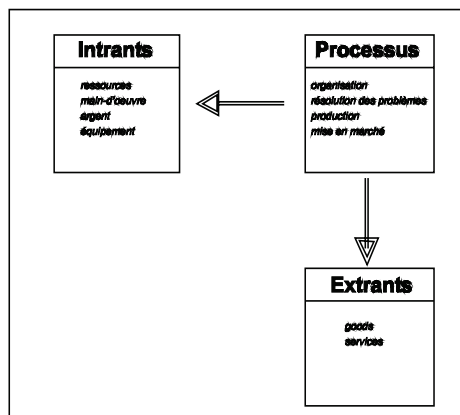 Intrants
ressources
main-d'oeuvre
argent
équipement
Processus
organisation
résolution des problèmes
production
mise en marché
Extrants
goods
services